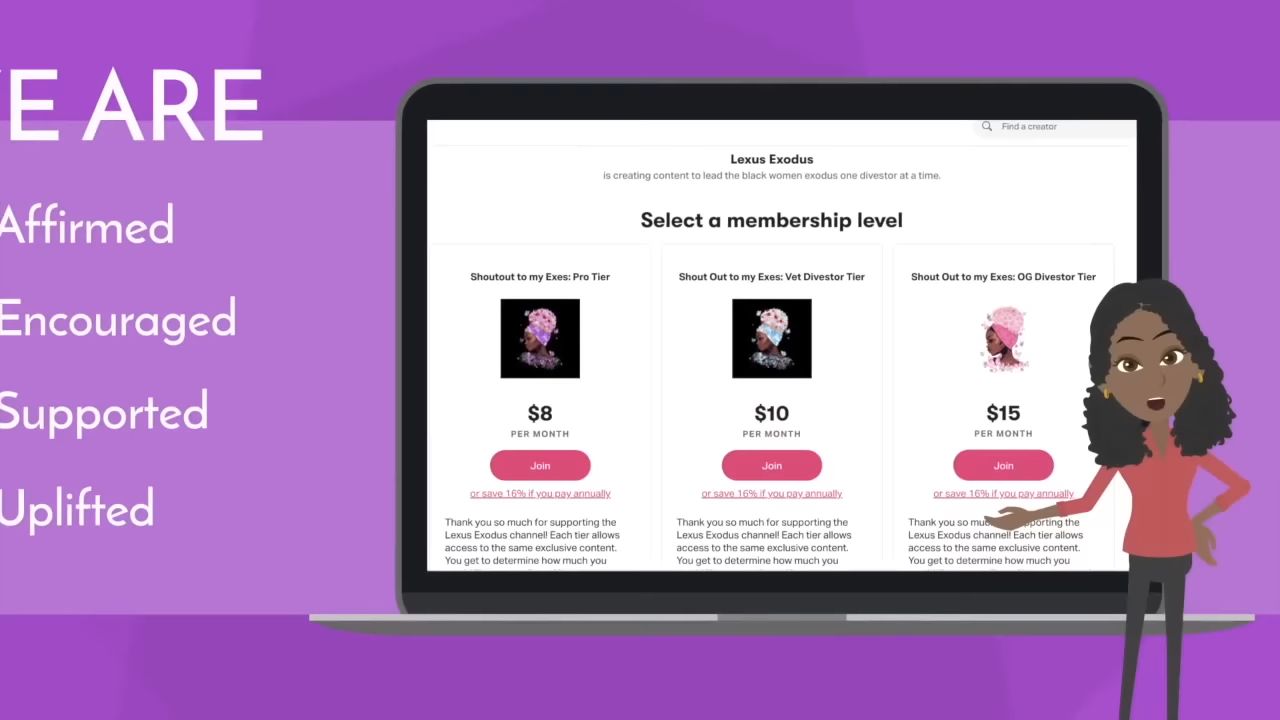 E ARE
Affirmed
Encouraged
Supported
Uplifted
Find a creator
Lexus Exodus
is creating content to lead the black women exodus one divestor at a time.
Select a membership level
Shoutout to my Exes: Pro Tier
$8
PER MONTH
Join
or save 16% if you pay annually
Thank you so much for supporting the
Lexus Exodus channel! Each tier allows
access to the same exclusive content.
You get to determine how much you
Shout Out to my Exes: Vet Divestor Tier
$10
PER MONTH
Join
or save 16% if you pay annually
Thank you so much for supporting the
Lexus Exodus channel! Each tier allows
access to the same exclusive content.
You get to determine how much you
Shout Out to my Exes: OG Divestor Tier
$15
PER MONTH
Join
or save 16% if you pay annually
Thank you so much porting the
Lexus Exodus channel! Each tier allows
access to the same exclusive content.
You get to determine how much you